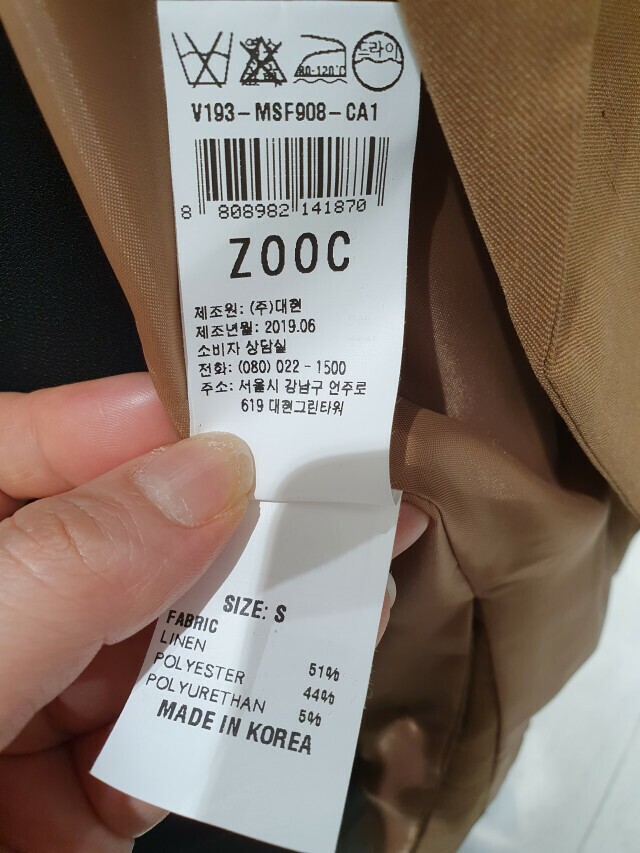 드라이
80-120℃
V193-MSF908-CA1
8 808982 141870
ZOOC
제조원: (주)대현
제조년월: 2019.06
소비자 상담실
전화: (080) 022-1500
주소: 서울시 강남구 언주로
619 대현그린타워
SIZE: S
FABRIC
LINEN 51%
POLYESTER 44%
POLYURETHAN 5%
MADE IN KOREA